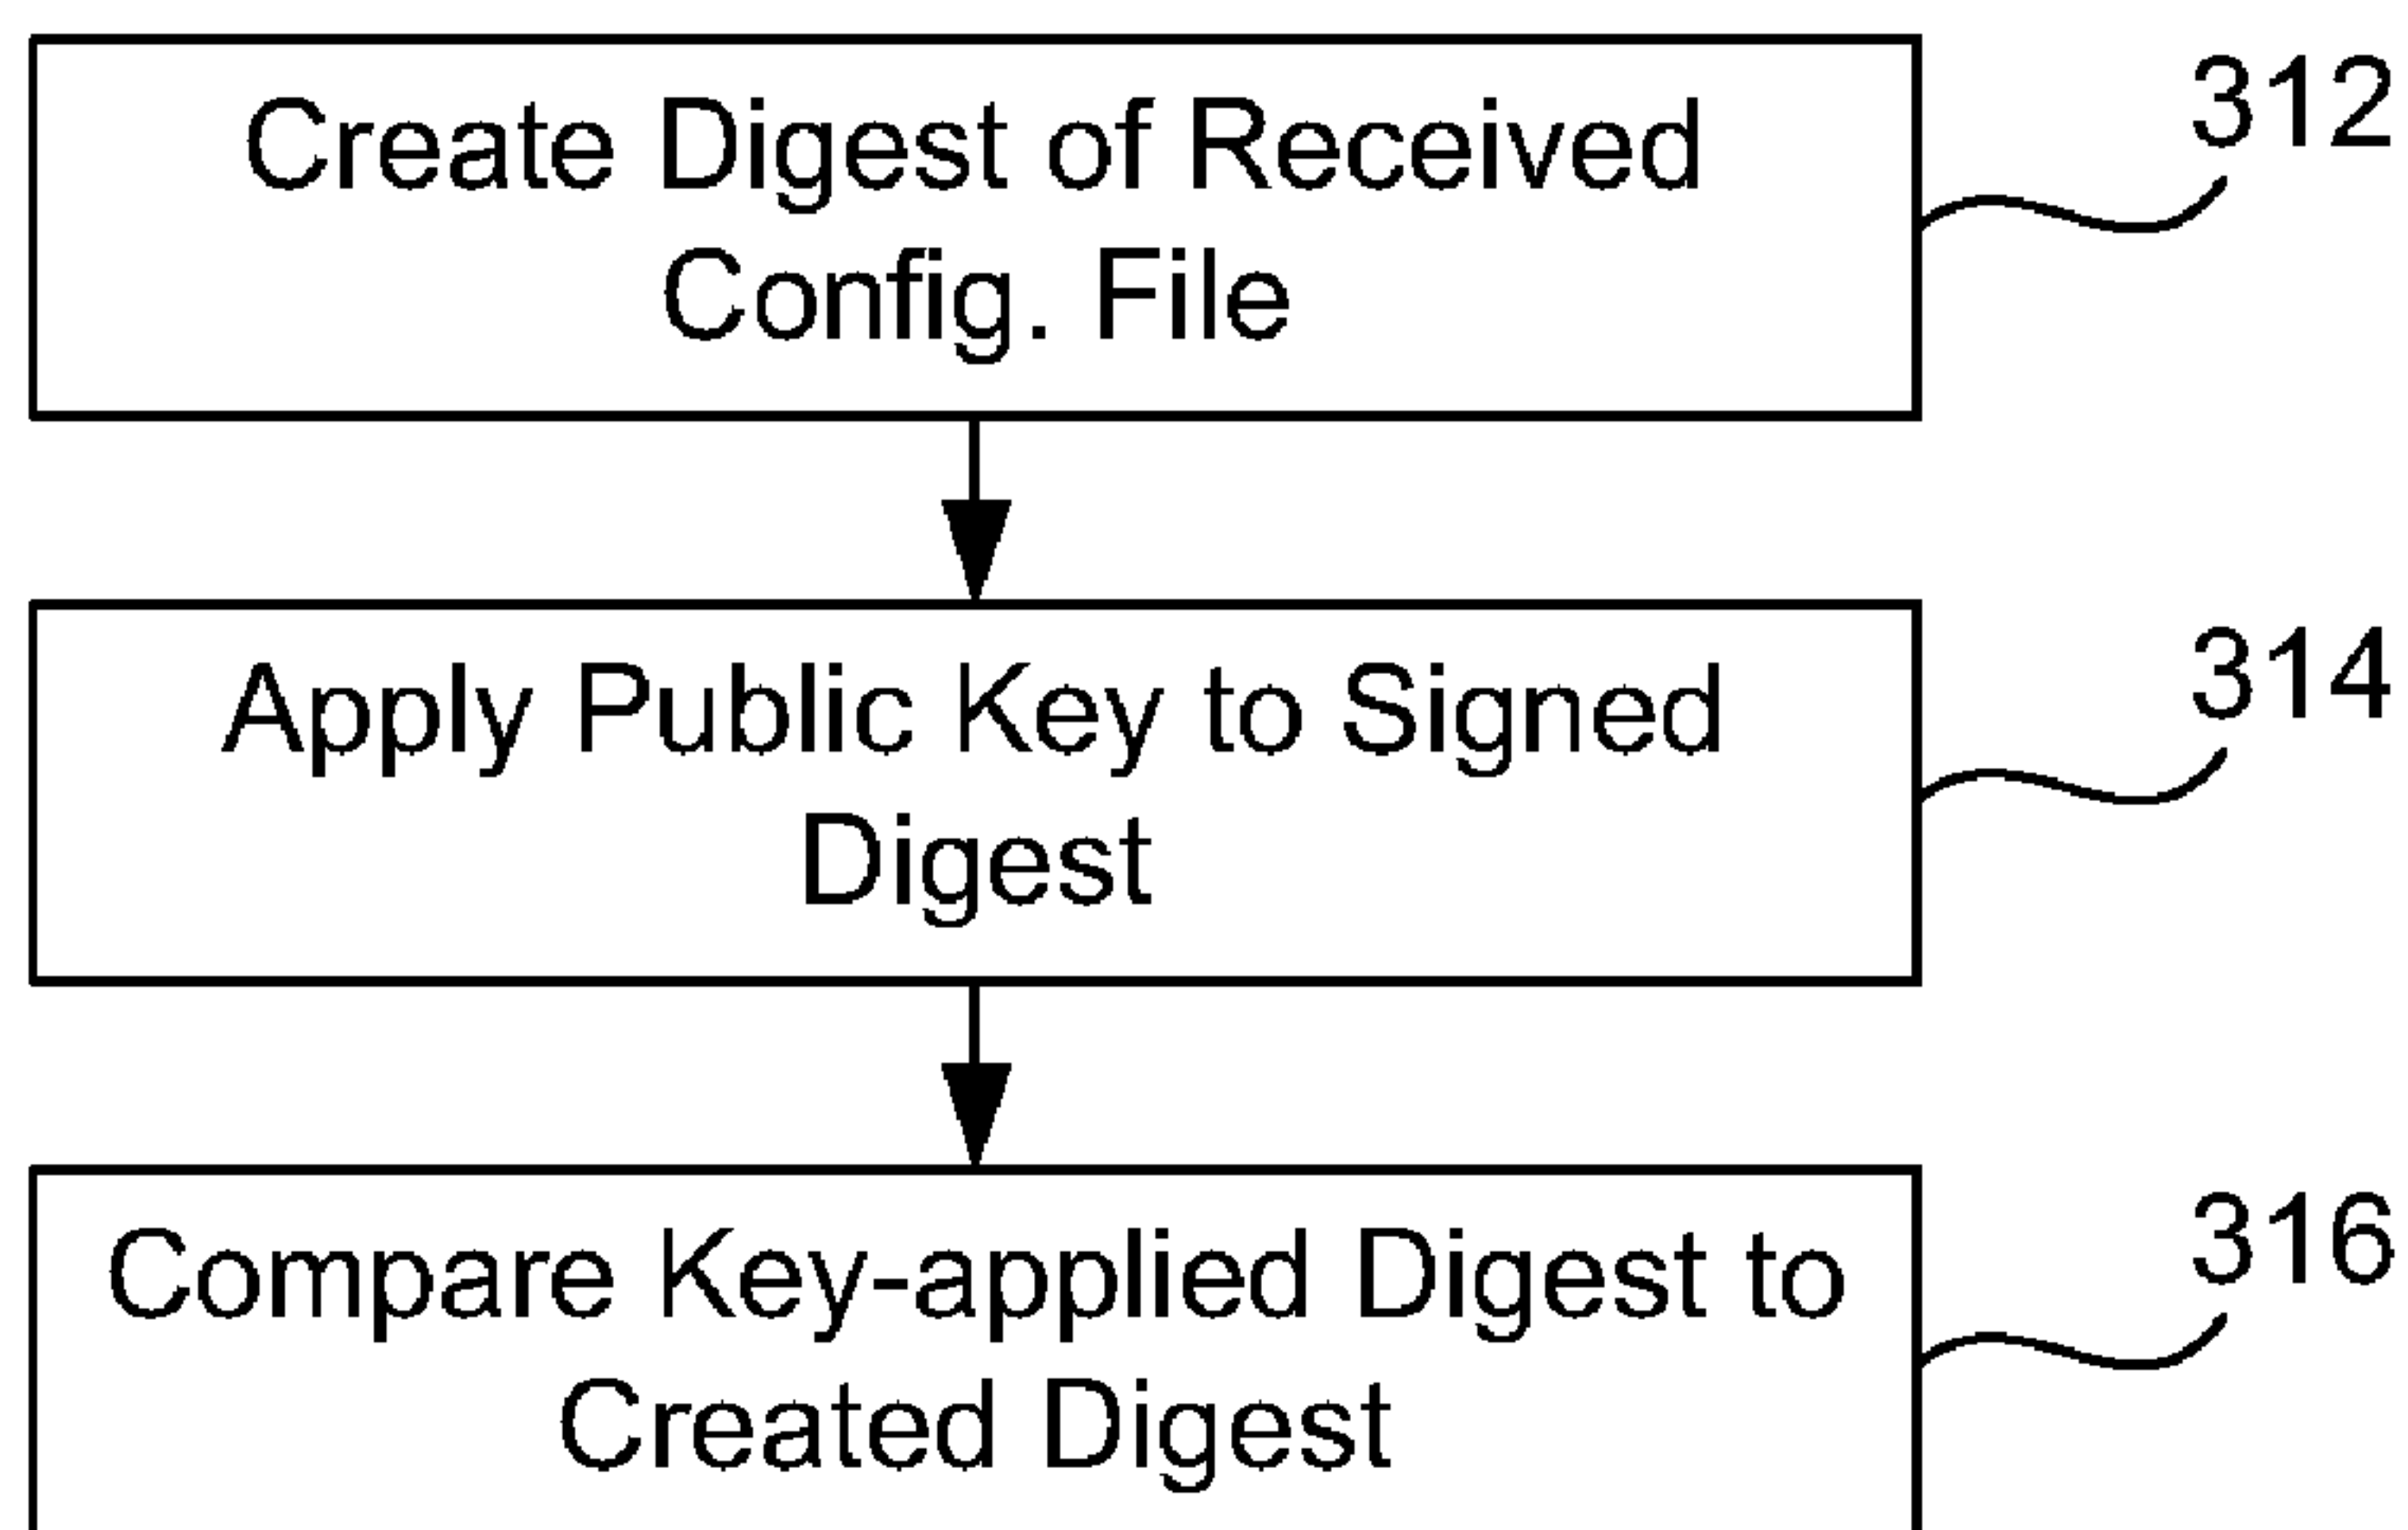 Create Digest of Received
Config. File
312
Apply Public Key to Signed
Digest
314
Compare Key-applied Digest to
Created Digest
316